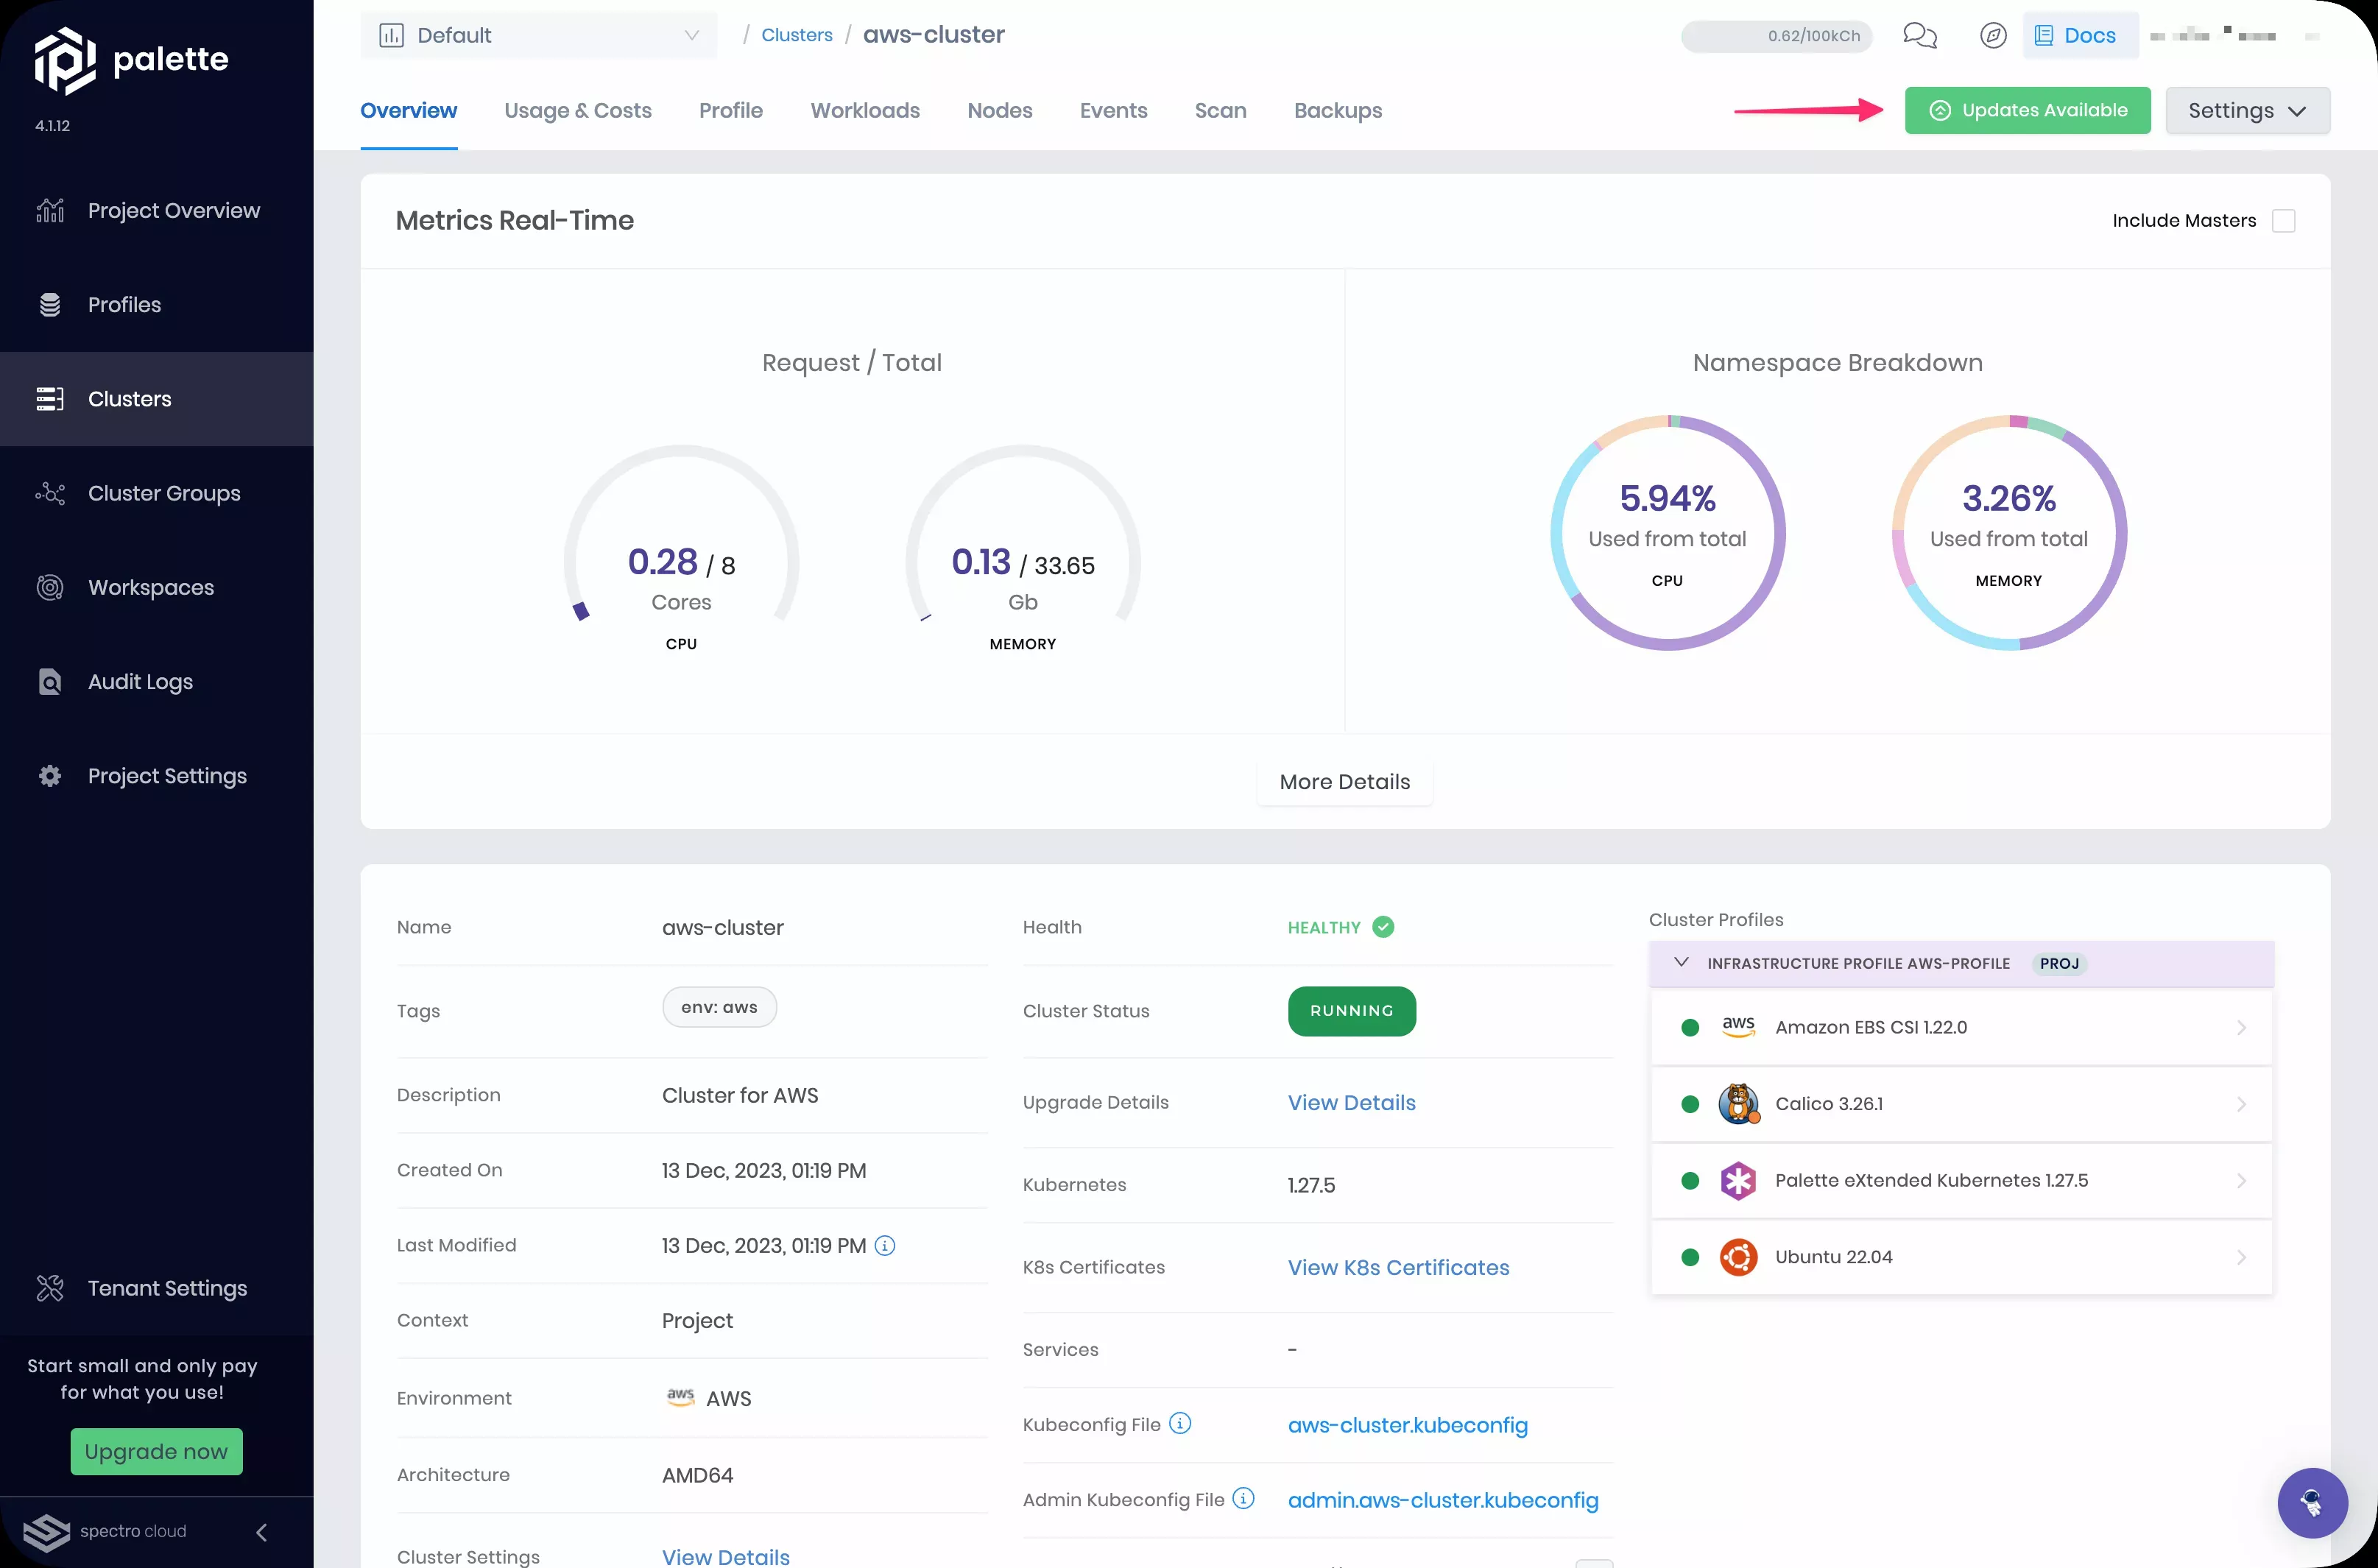 palette
4.1.12
Project Overview
Profiles
Clusters
Cluster Groups
Workspaces
Audit Logs
Project Settings
Tenant Settings
Start small and only pay
for what you use!
Upgrade now
spectro cloud
Default / Clusters / aws-cluster
0.62/100kCh
Docs
Overview Usage & Costs Profile Workloads Nodes Events Scan Backups
Updates Available
Settings
Metrics Real-Time
Include Masters
Request / Total
0.28 / 8
Cores
CPU
0.13 / 33.65
Gb
MEMORY
Namespace Breakdown
5.94%
Used from total
CPU
3.26%
Used from total
MEMORY
More Details
Name aws-cluster
Tags env: aws
Description Cluster for AWS
Created On 13 Dec, 2023, 01:19 PM
Last Modified 13 Dec, 2023, 01:19 PM
Context Project
Environment aws AWS
Architecture AMD64
Cluster Settings View Details
Health HEALTHY
Cluster Status RUNNING
Upgrade Details View Details
Kubernetes 1.27.5
K8s Certificates View K8s Certificates
Services -
Kubeconfig File aws-cluster.kubeconfig
Admin Kubeconfig File admin.aws-cluster.kubeconfig
Cluster Profiles
INFRASTRUCTURE PROFILE AWS-PROFILE PROJ
aws Amazon EBS CSI 1.22.0
Calico 3.26.1
Palette eXtended Kubernetes 1.27.5
Ubuntu 22.04